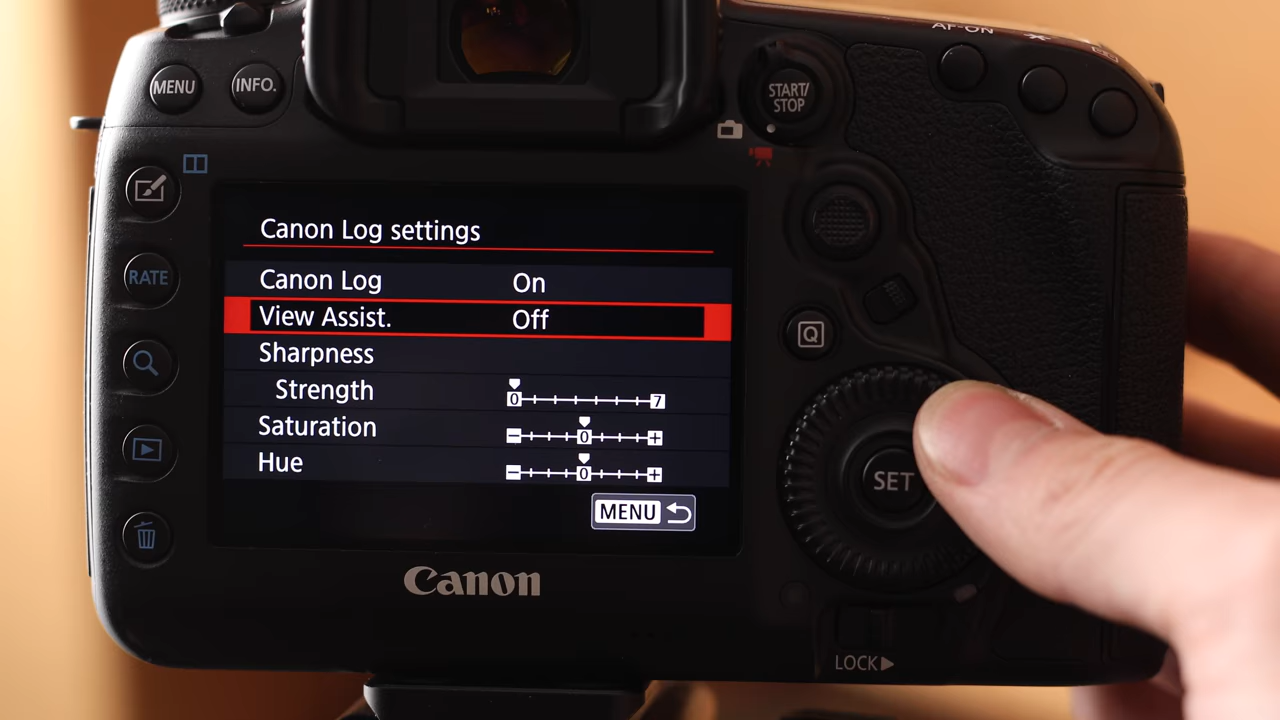 AF-ON
MENU INFO.
START/
STOP
RATE
Canon Log settings
Canon Log On
View Assist. Off
Sharpness
Strength 0 7
Saturation − 0 +
Hue − 0 +
MENU
Q
SET
Canon
LOCK▶